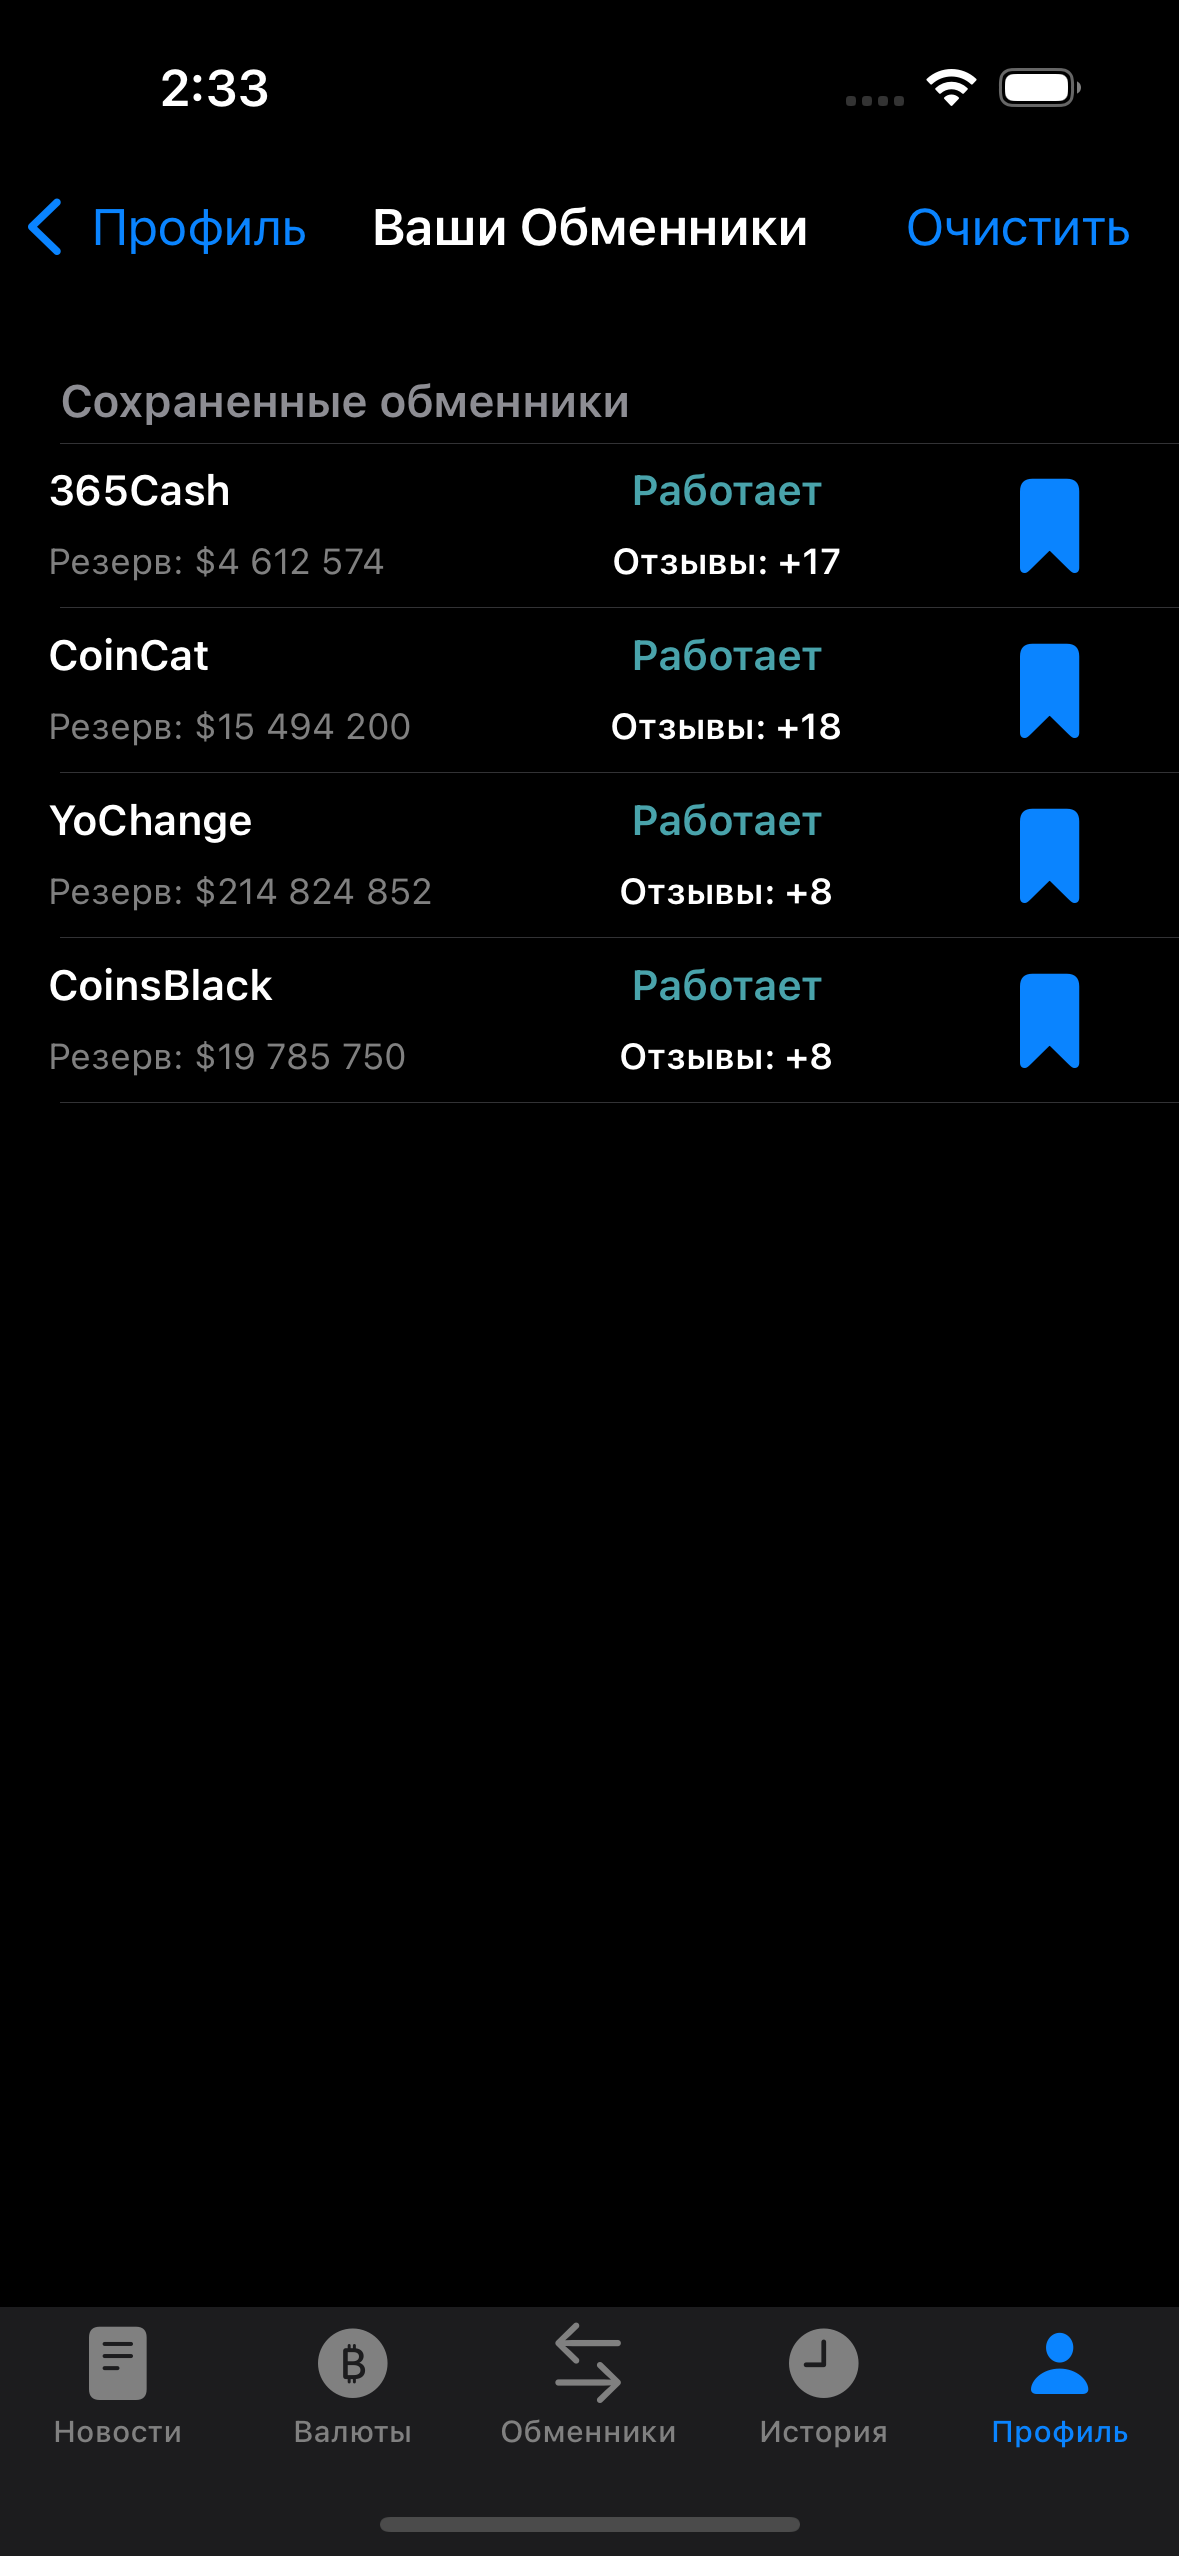 2:33
Профиль
Ваши Обменники
Очистить
Сохраненные обменники
365Cash
Работает
Резерв: $4 612 574
Отзывы: +17
CoinCat
Работает
Резерв: $15 494 200
Отзывы: +18
YoChange
Работает
Резерв: $214 824 852
Отзывы: +8
CoinsBlack
Работает
Резерв: $19 785 750
Отзывы: +8
Новости
Валюты
Обменники
История
Профиль